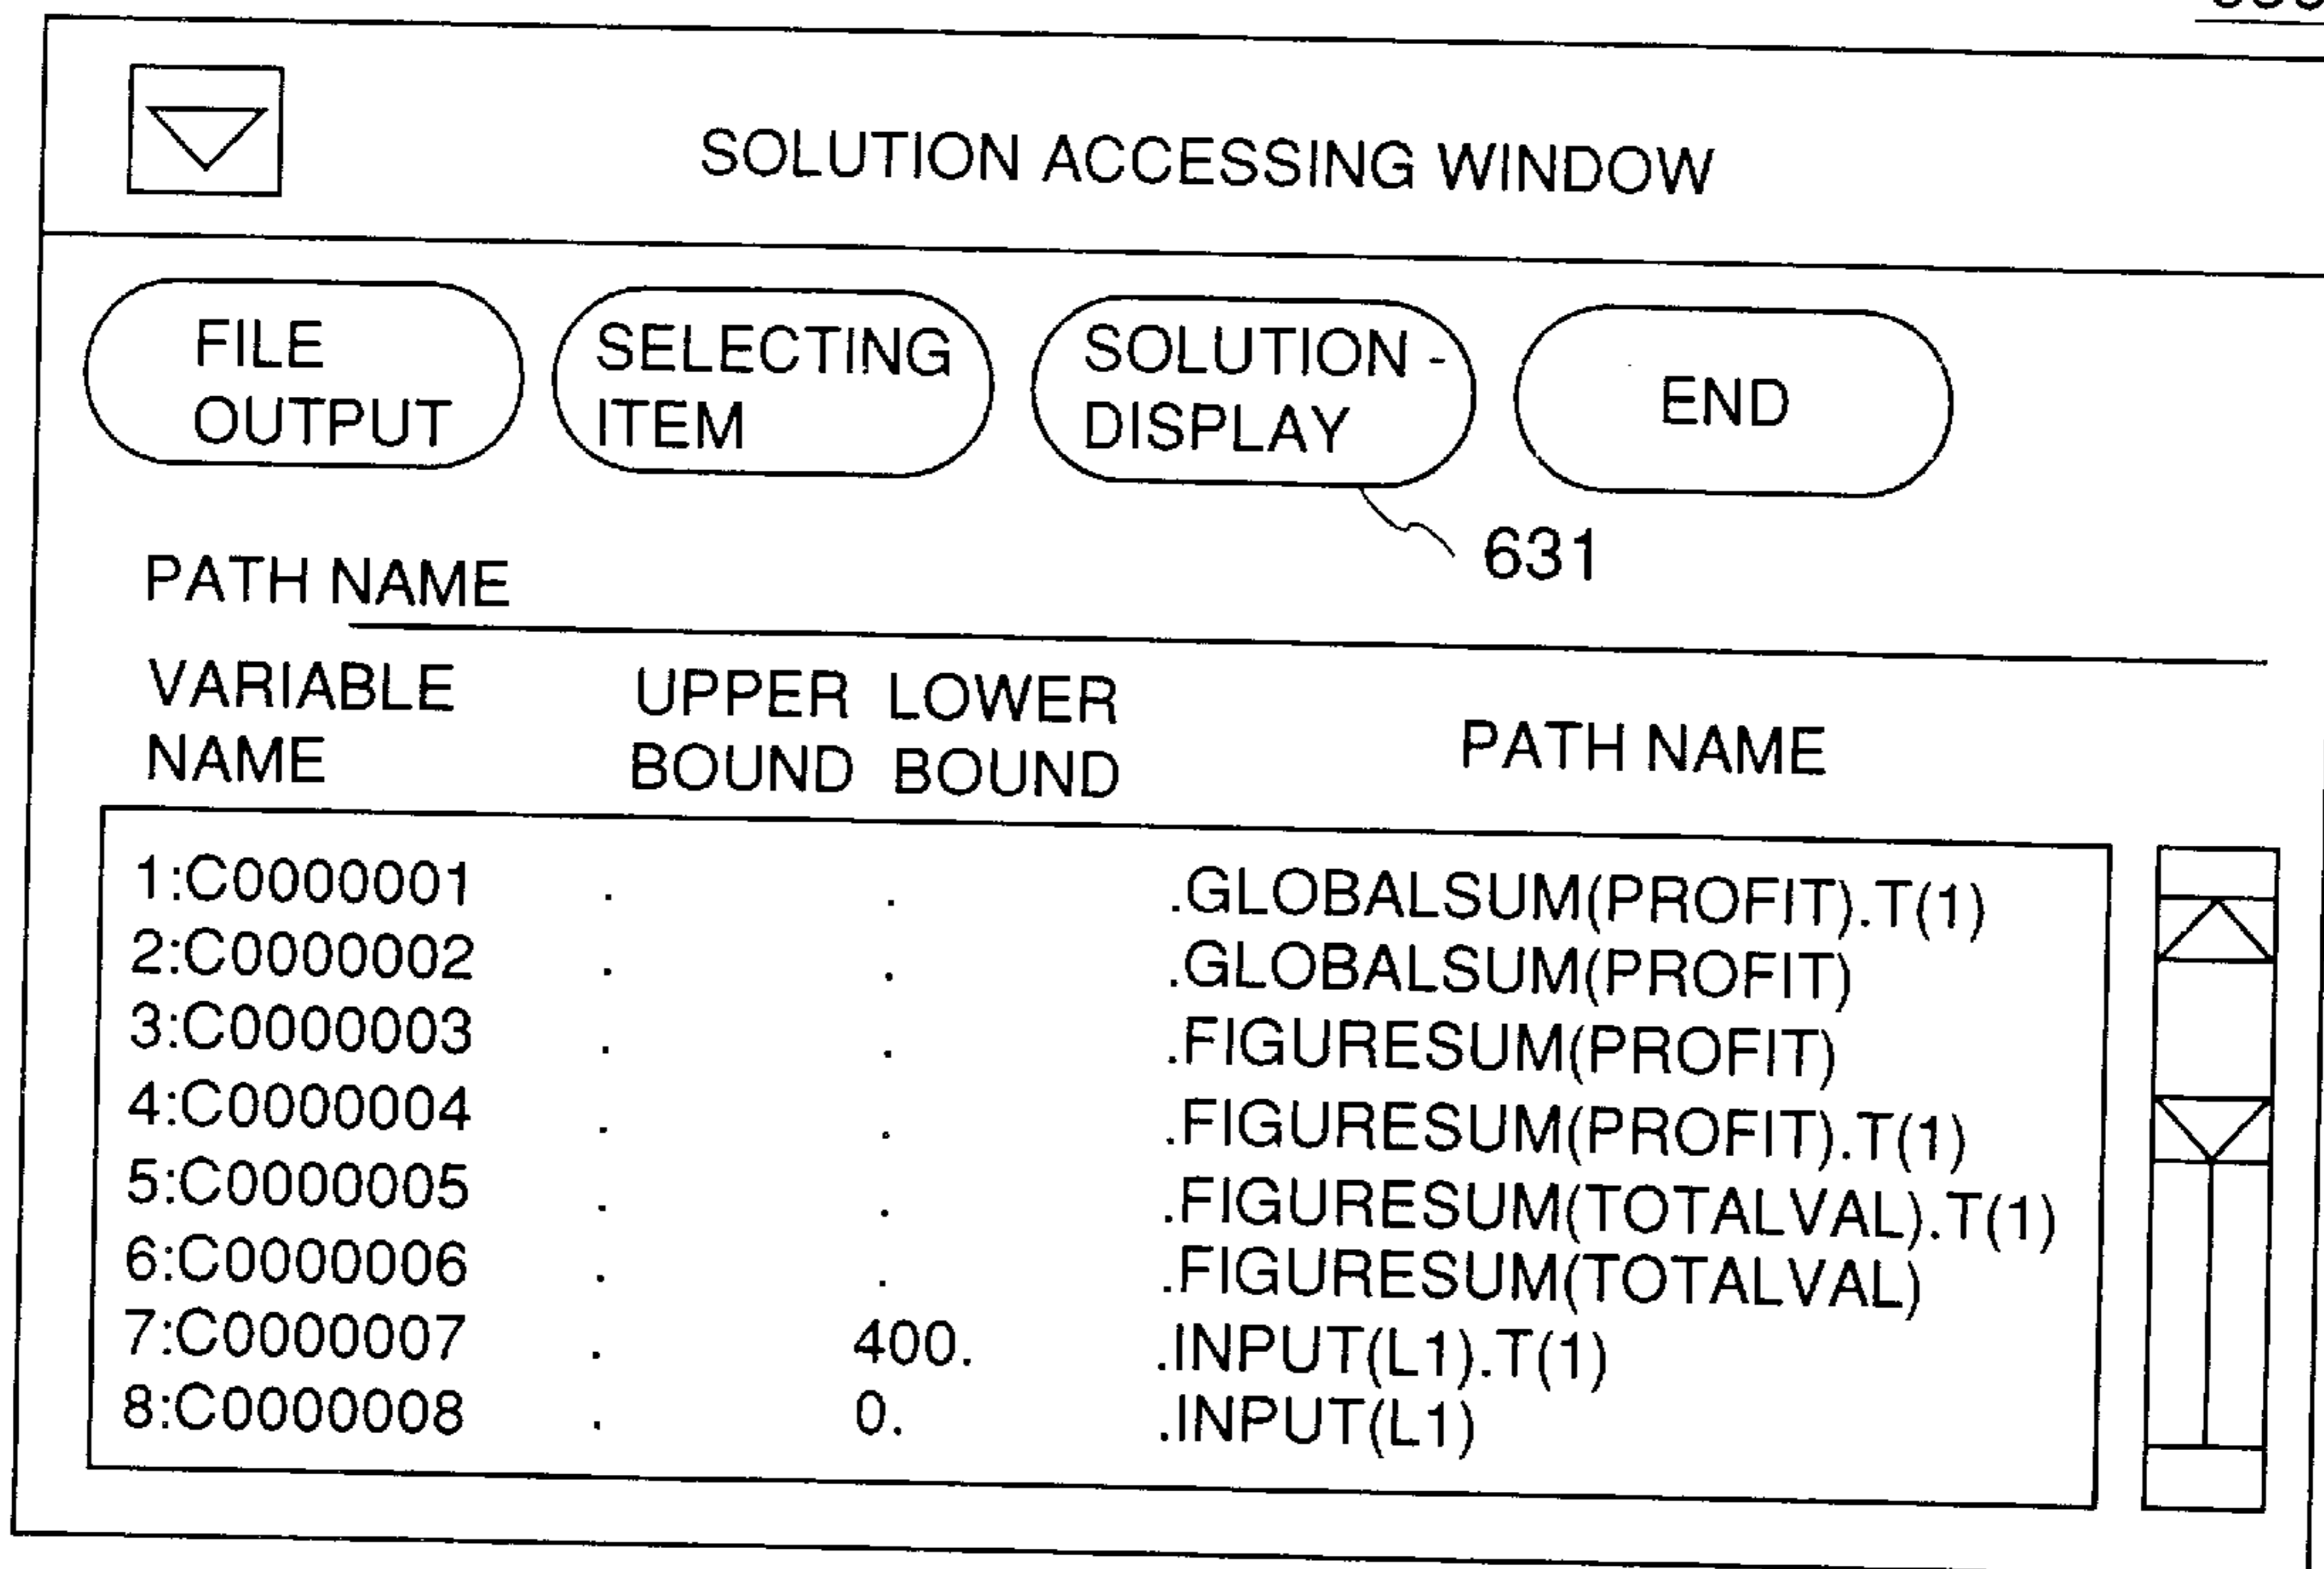 SOLUTION ACCESSING WINDOW
FILE
OUTPUT
SELECTING
ITEM
SOLUTION -
DISPLAY
END
631
PATH NAME
VARIABLE
NAME
UPPER
BOUND
LOWER
BOUND
PATH NAME
1:C0000001 . . .GLOBALSUM(PROFIT).T(1)
2:C0000002 . . .GLOBALSUM(PROFIT)
3:C0000003 . . .FIGURESUM(PROFIT)
4:C0000004 . . .FIGURESUM(PROFIT).T(1)
5:C0000005 . . .FIGURESUM(TOTALVAL).T(1)
6:C0000006 . . .FIGURESUM(TOTALVAL)
7:C0000007 . 400. .INPUT(L1).T(1)
8:C0000008 . 0. .INPUT(L1)